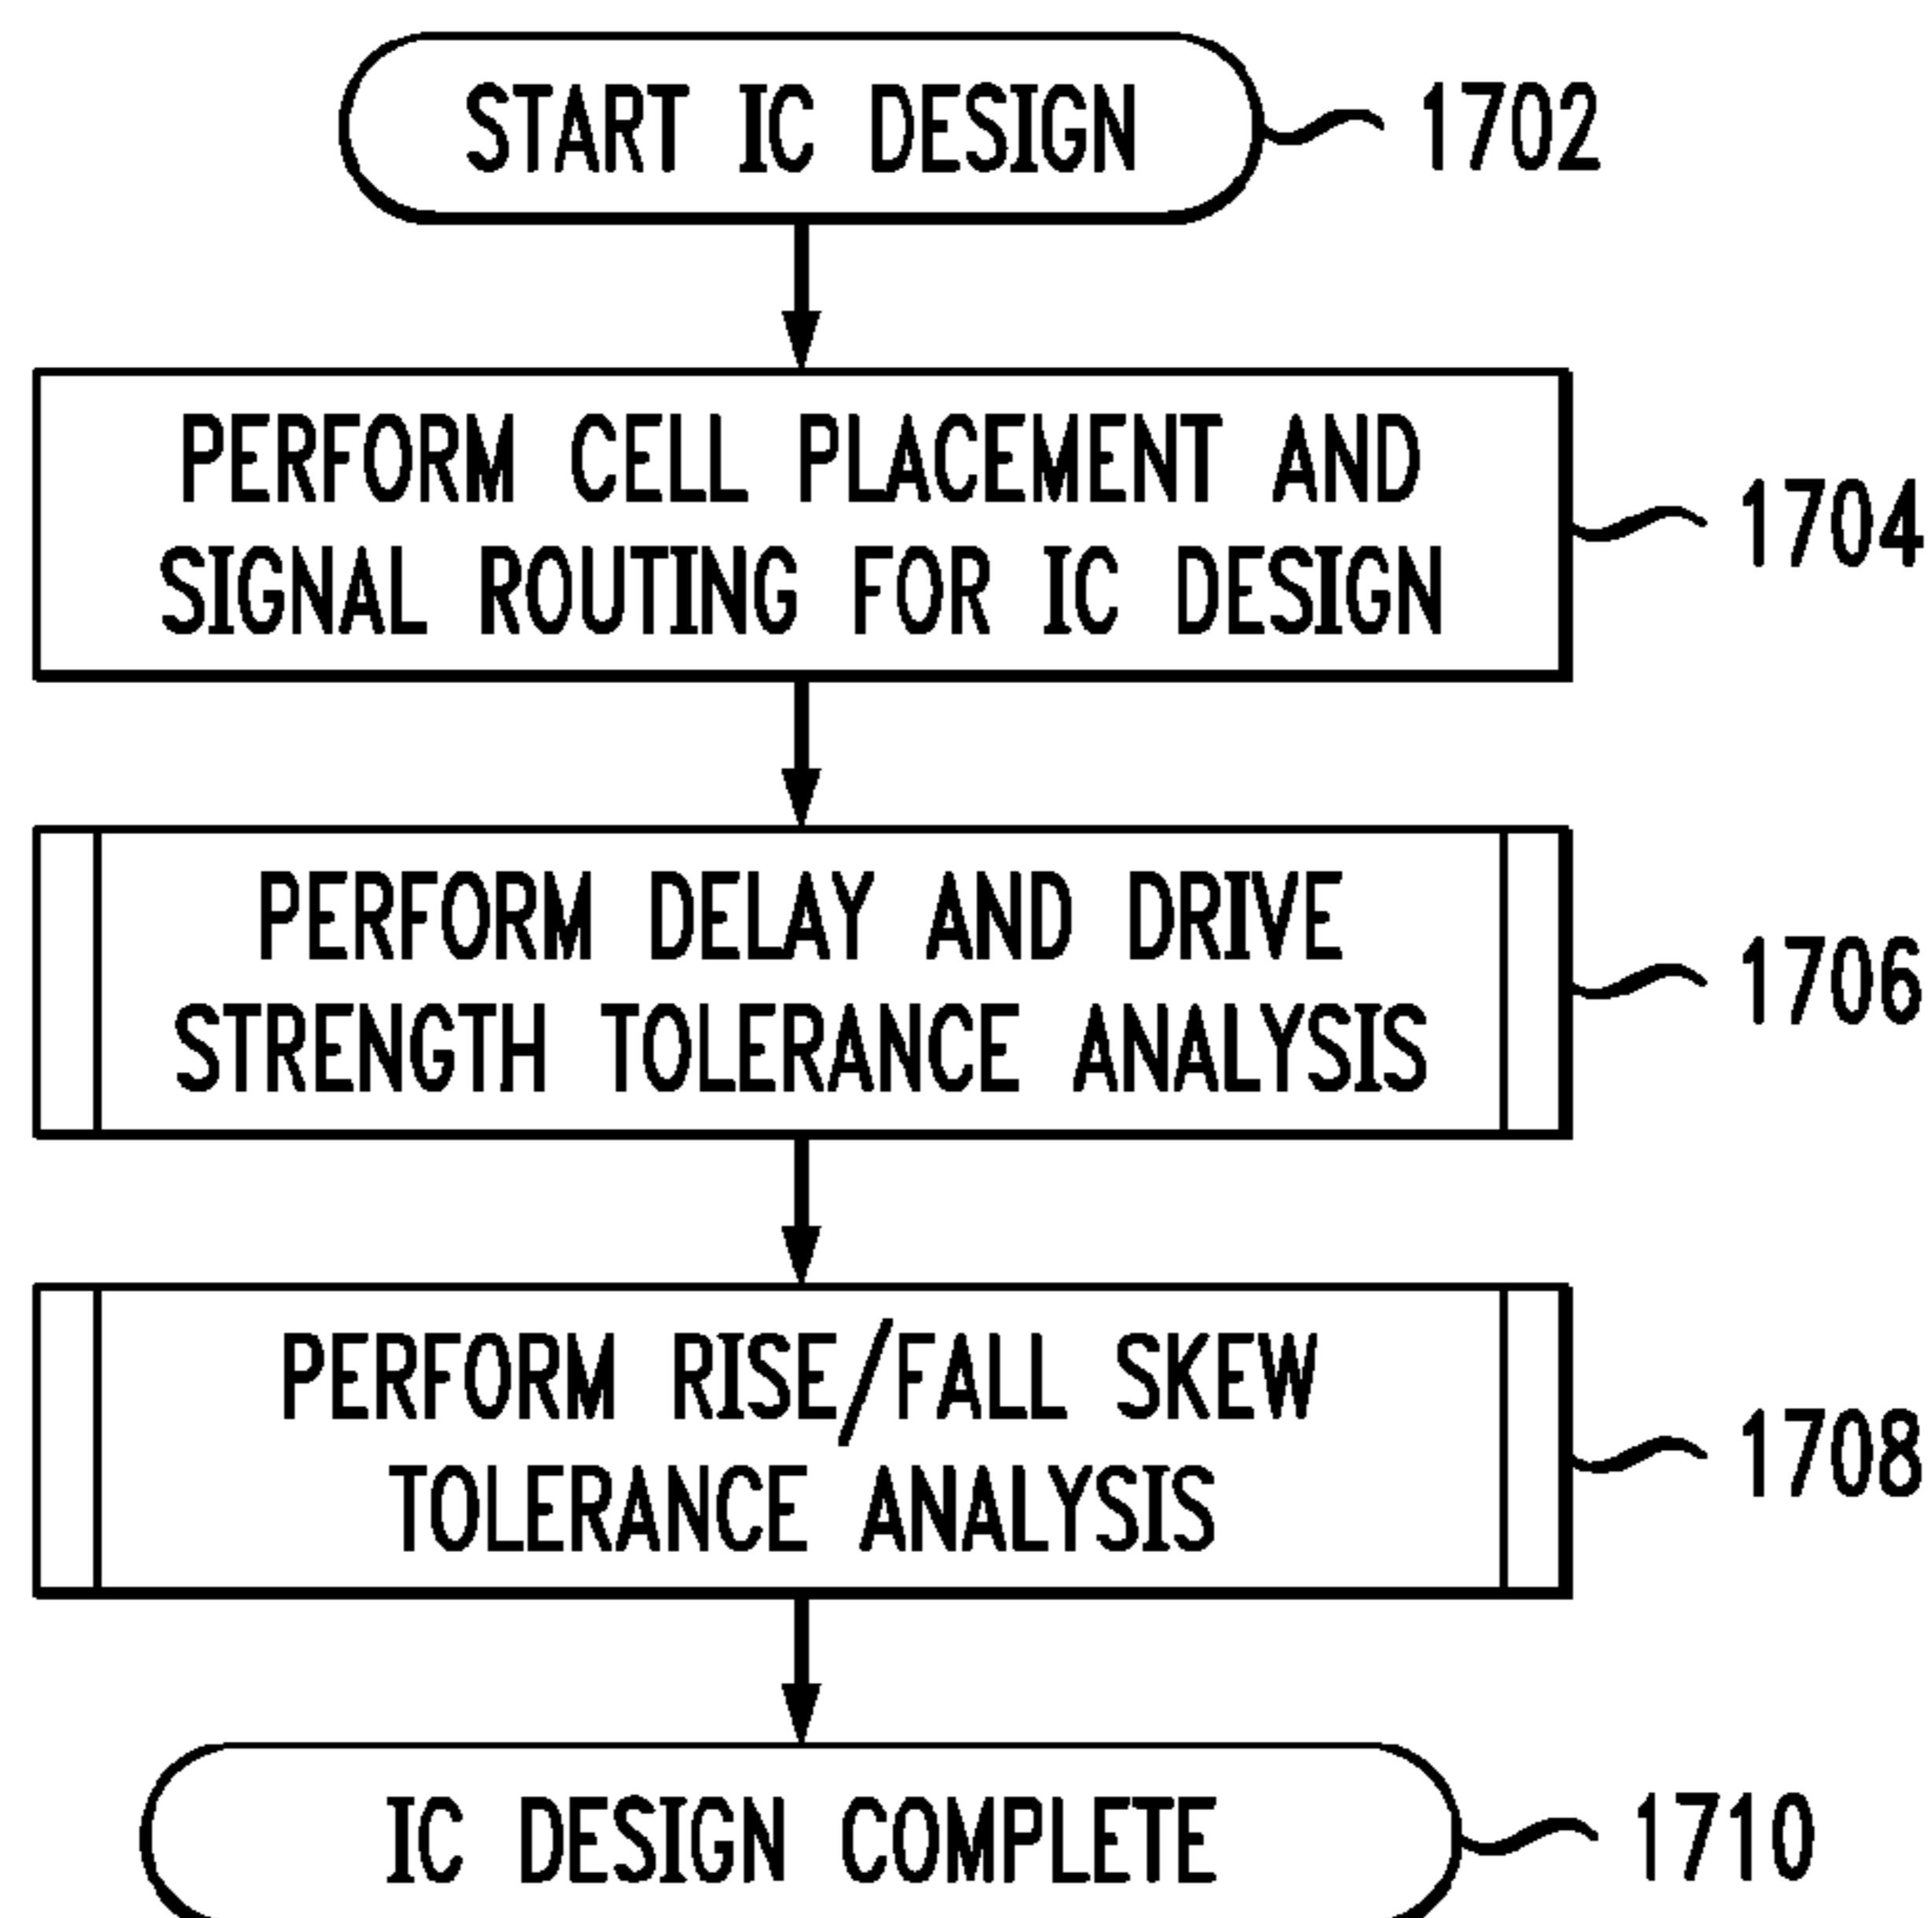 START IC DESIGN 1702
PERFORM CELL PLACEMENT AND
SIGNAL ROUTING FOR IC DESIGN
1704
PERFORM DELAY AND DRIVE
STRENGTH TOLERANCE ANALYSIS
1706
PERFORM RISE/FALL SKEW
TOLERANCE ANALYSIS
1708
IC DESIGN COMPLETE 1710